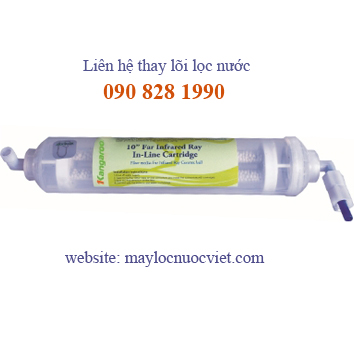 Liên hệ thay lõi lọc nước
090 828 1990
Kangaroo
10" Far Infrared Ray
In-Line Cartridge
website: maylocnuocviet.com